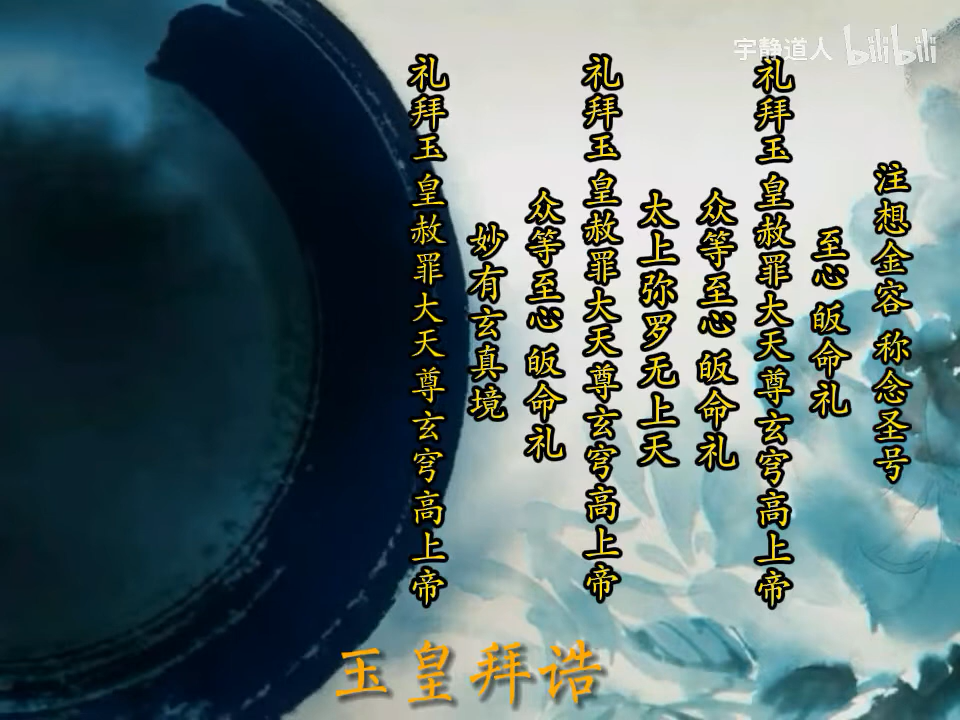 宇静道人 bilibili
注想金容 称念圣号
至心 皈命礼
礼拜玉皇赦罪大天尊玄穹高上帝
众等至心 皈命礼
太上弥罗无上天
礼拜玉皇赦罪大天尊玄穹高上帝
众等至心 皈命礼
妙有玄真境
礼拜玉皇赦罪大天尊玄穹高上帝
玉皇拜诰